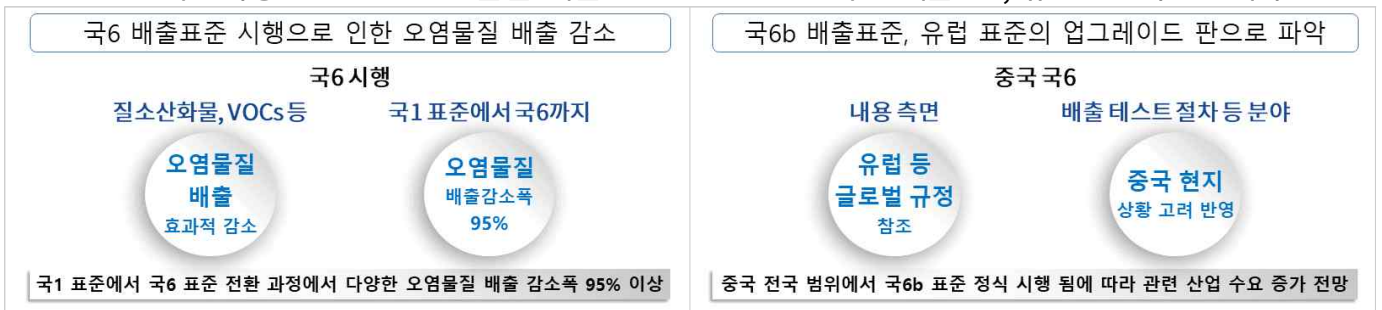 국6 배출표준 시행으로 인한 오염물질 배출 감소
국6 시행
질소산화물, VOCs 등
국1 표준에서 국6까지
오염물질
배출
효과적 감소
오염물질
배출감소폭
95%
국1 표준에서 국6 표준 전환 과정에서 다양한 오염물질 배출 감소폭 95% 이상
국6b 배출표준, 유럽 표준의 업그레이드 판으로 파악
중국 국6
내용 측면
배출 테스트 절차 등 분야
유럽 등
글로벌 규정
참조
중국 현지
상황 고려 반영
중국 전국 범위에서 국6b 표준 정식 시행 됨에 따라 관련 산업 수요 증가 전망